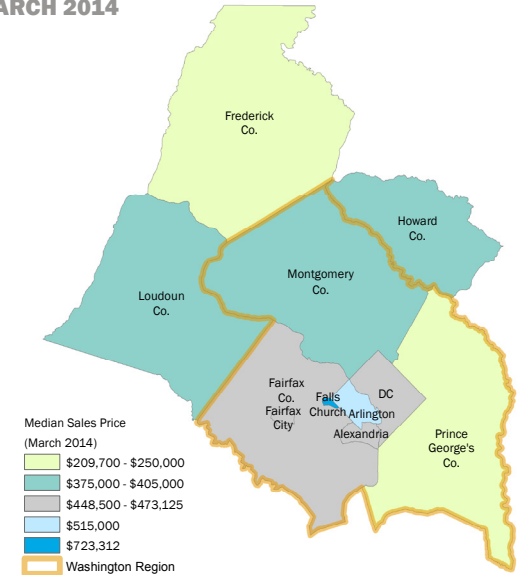 ARCH 2014
Frederick
Co.
Howard
Co.
Montgomery
Co.
Loudoun
Co.
Fairfax
Co.
Fairfax
City
Falls
Church
Arlington
DC
Alexandria
Prince
George's
Co.
Median Sales Price
(March 2014)
$209,700 - $250,000
$375,000 - $405,000
$448,500 - $473,125
$515,000
$723,312
Washington Region